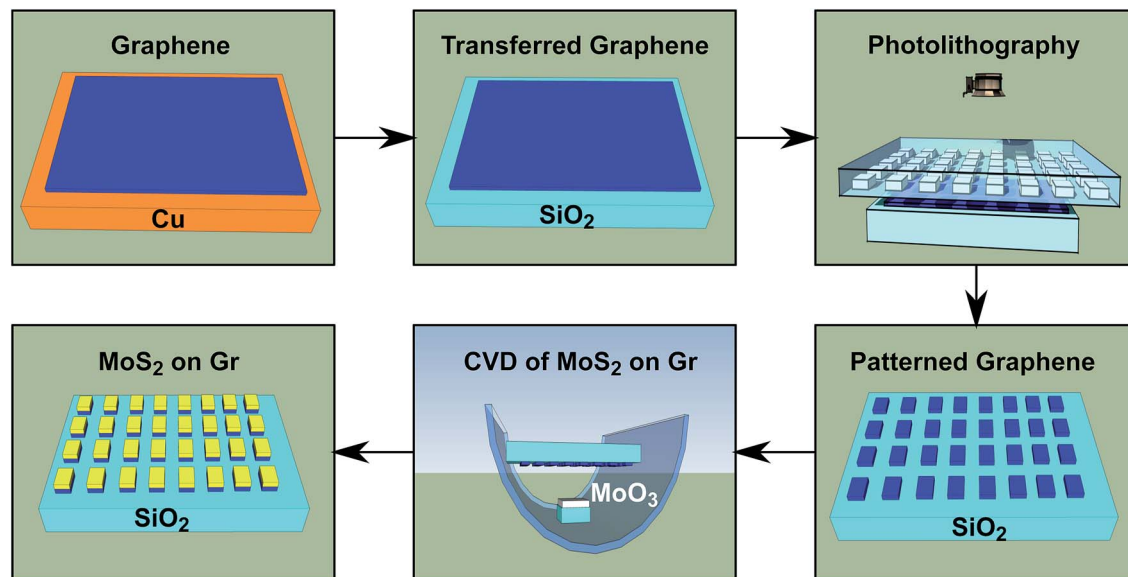 Graphene
Cu
Transferred Graphene
SiO₂
Photolithography
Patterned Graphene
SiO₂
CVD of MoS₂ on Gr
MoO₃
MoS₂ on Gr
SiO₂